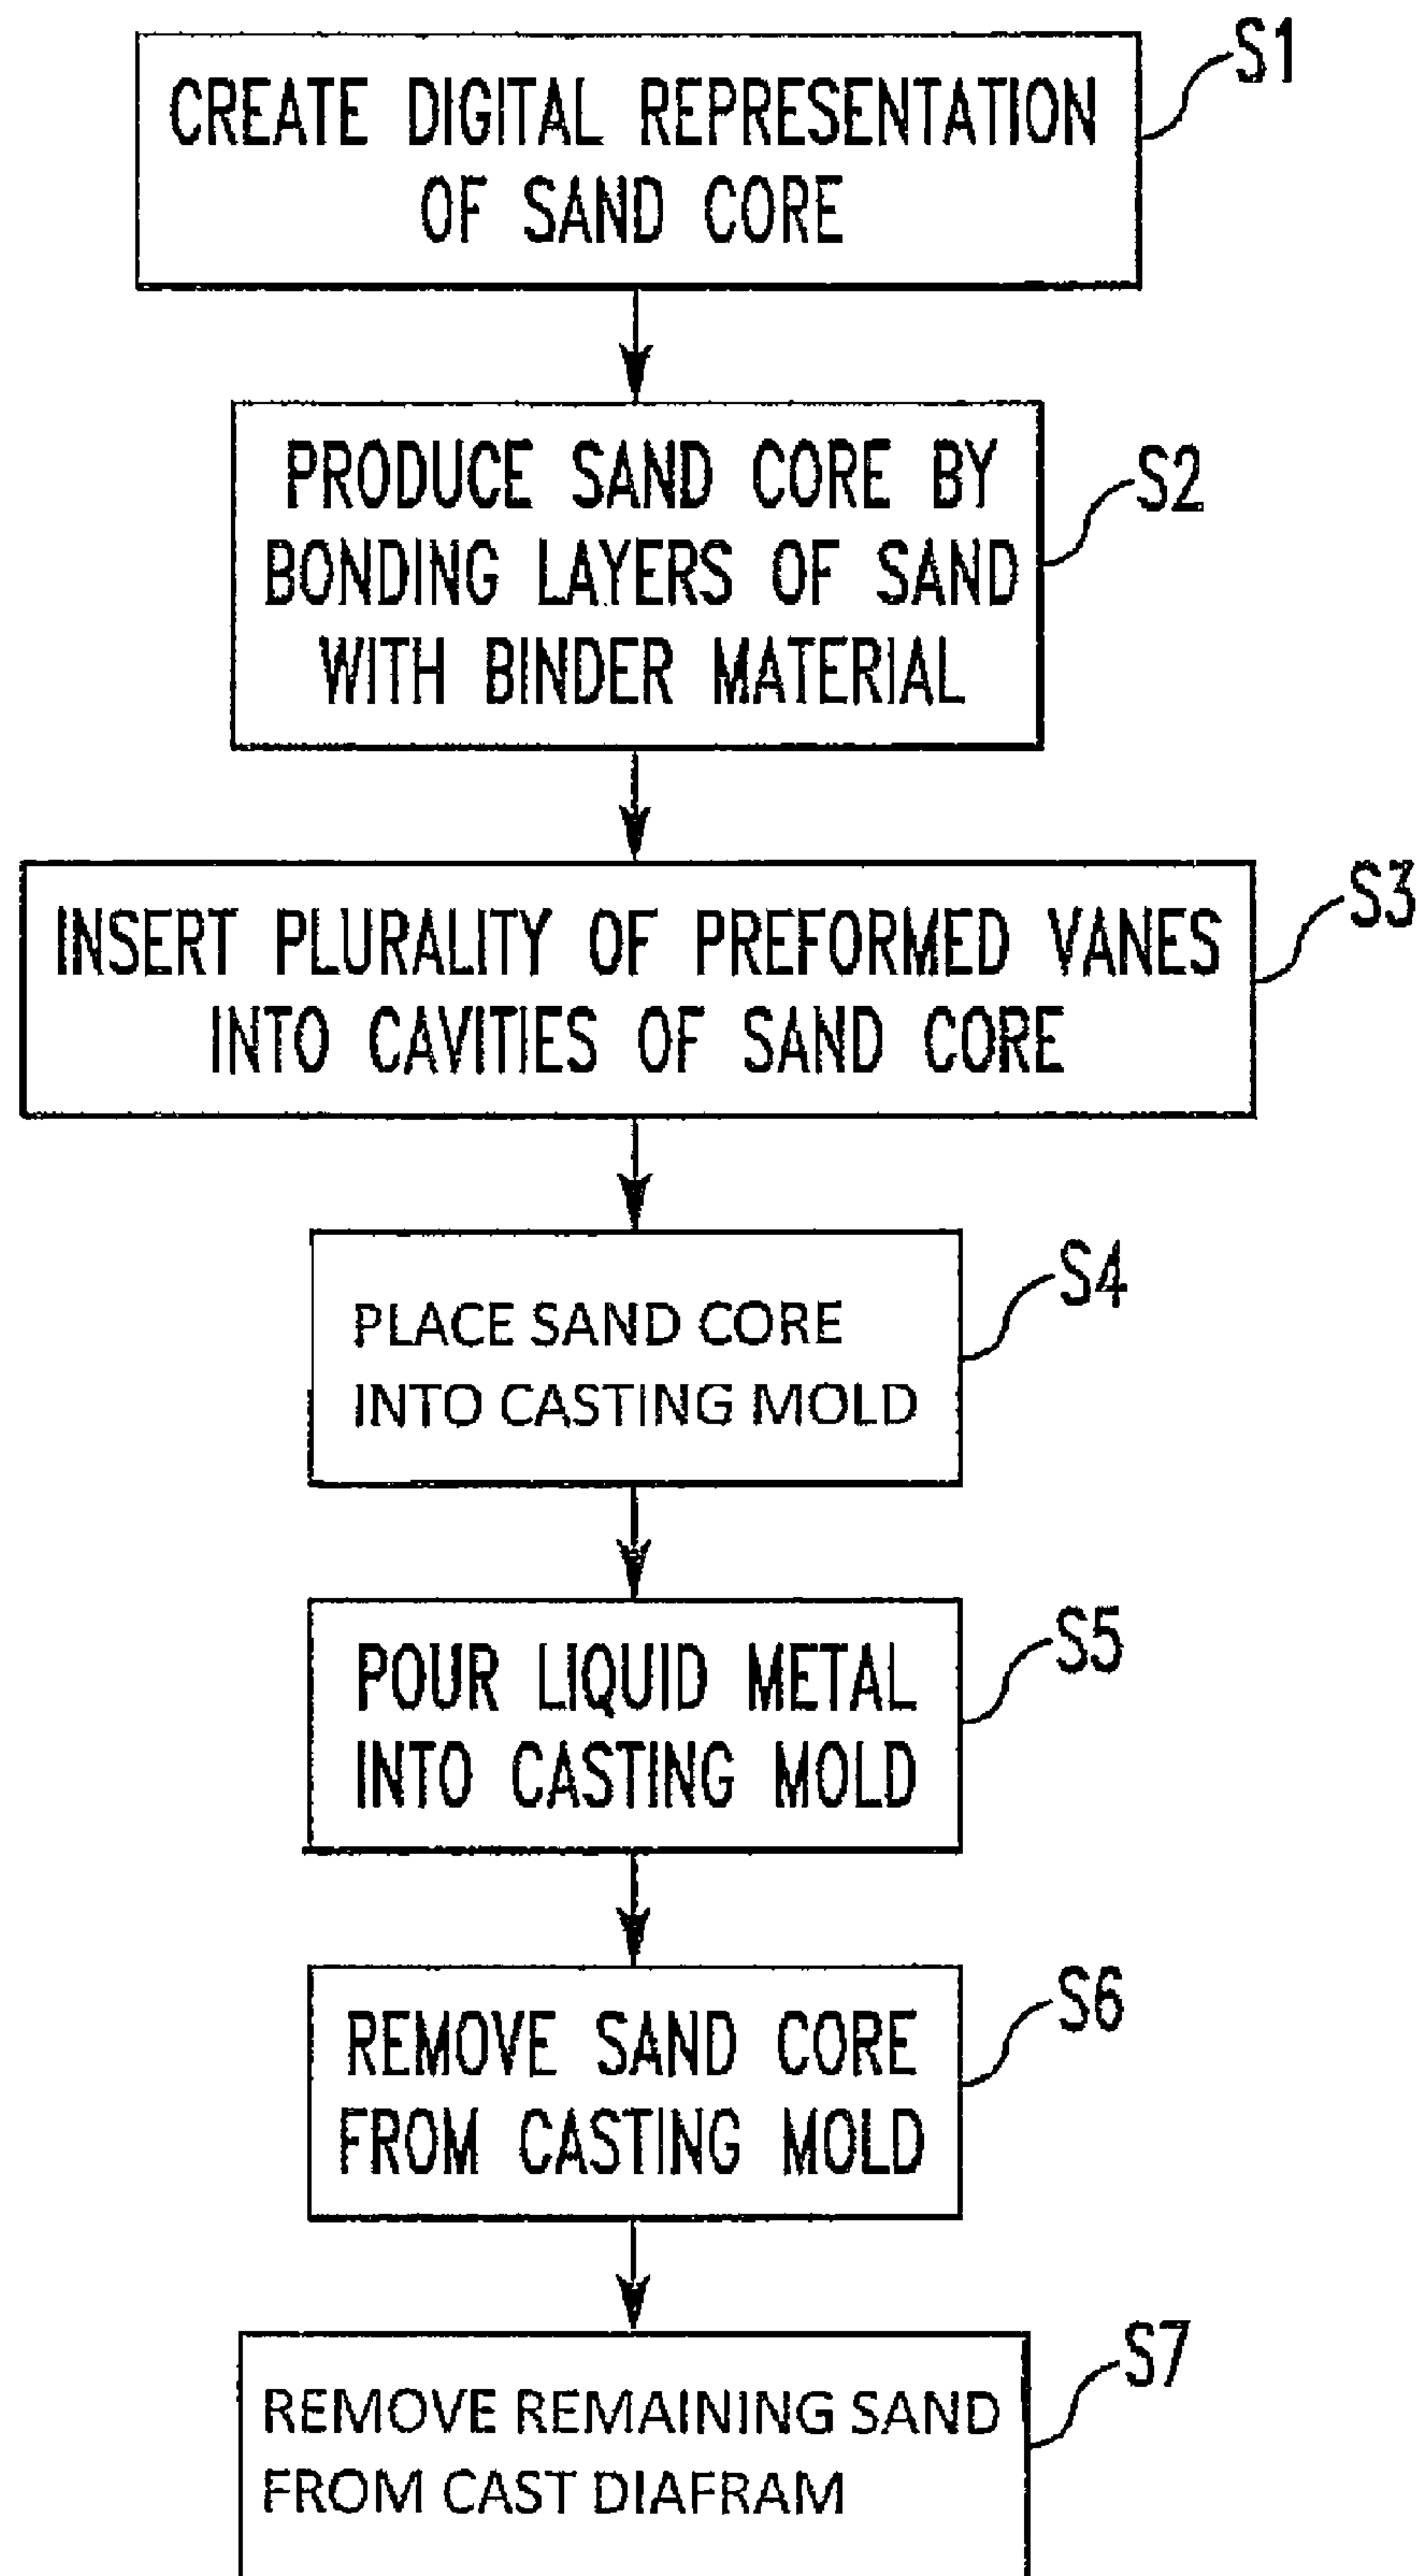 S1
CREATE DIGITAL REPRESENTATION
OF SAND CORE
S2
PRODUCE SAND CORE BY
BONDING LAYERS OF SAND
WITH BINDER MATERIAL
S3
INSERT PLURALITY OF PREFORMED VANES
INTO CAVITIES OF SAND CORE
S4
PLACE SAND CORE
INTO CASTING MOLD
S5
POUR LIQUID METAL
INTO CASTING MOLD
S6
REMOVE SAND CORE
FROM CASTING MOLD
S7
REMOVE REMAINING SAND
FROM CAST DIAFRAM